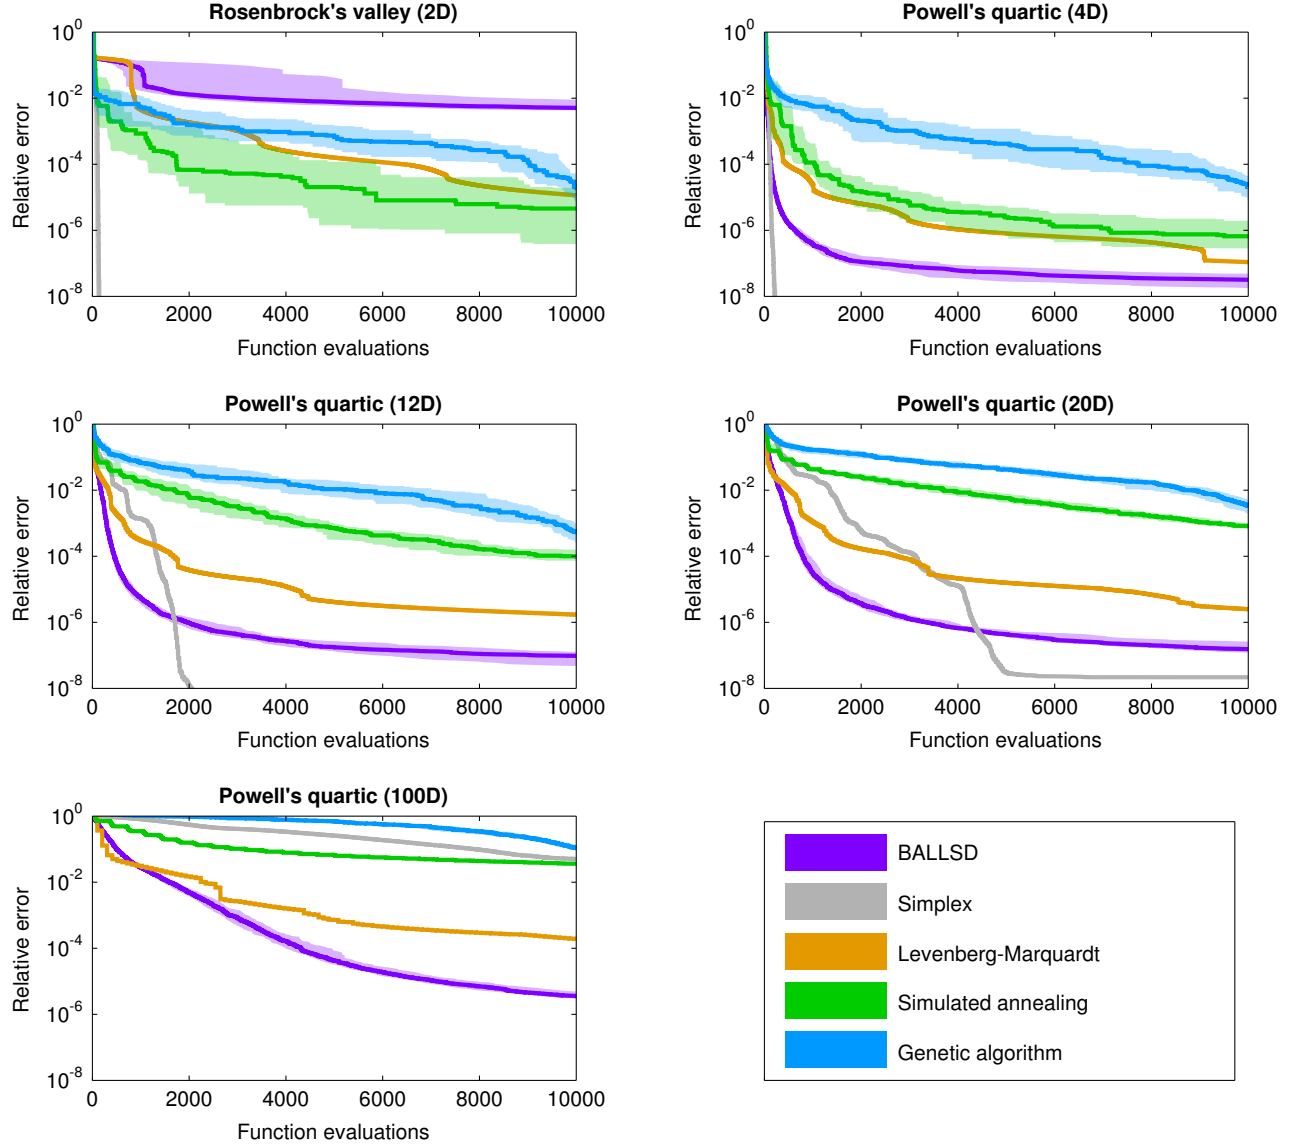 Rosenbrock's valley (2D)
Relative error
10^0
10^-2
10^-4
10^-6
10^-8
0 2000 4000 6000 8000 10000
Function evaluations
Powell's quartic (4D)
Relative error
10^0
10^-2
10^-4
10^-6
10^-8
0 2000 4000 6000 8000 10000
Function evaluations
Powell's quartic (12D)
Relative error
10^0
10^-2
10^-4
10^-6
10^-8
0 2000 4000 6000 8000 10000
Function evaluations
Powell's quartic (20D)
Relative error
10^0
10^-2
10^-4
10^-6
10^-8
0 2000 4000 6000 8000 10000
Function evaluations
Powell's quartic (100D)
Relative error
10^0
10^-2
10^-4
10^-6
10^-8
0 2000 4000 6000 8000 10000
Function evaluations
BALLSD
Simplex
Levenberg-Marquardt
Simulated annealing
Genetic algorithm